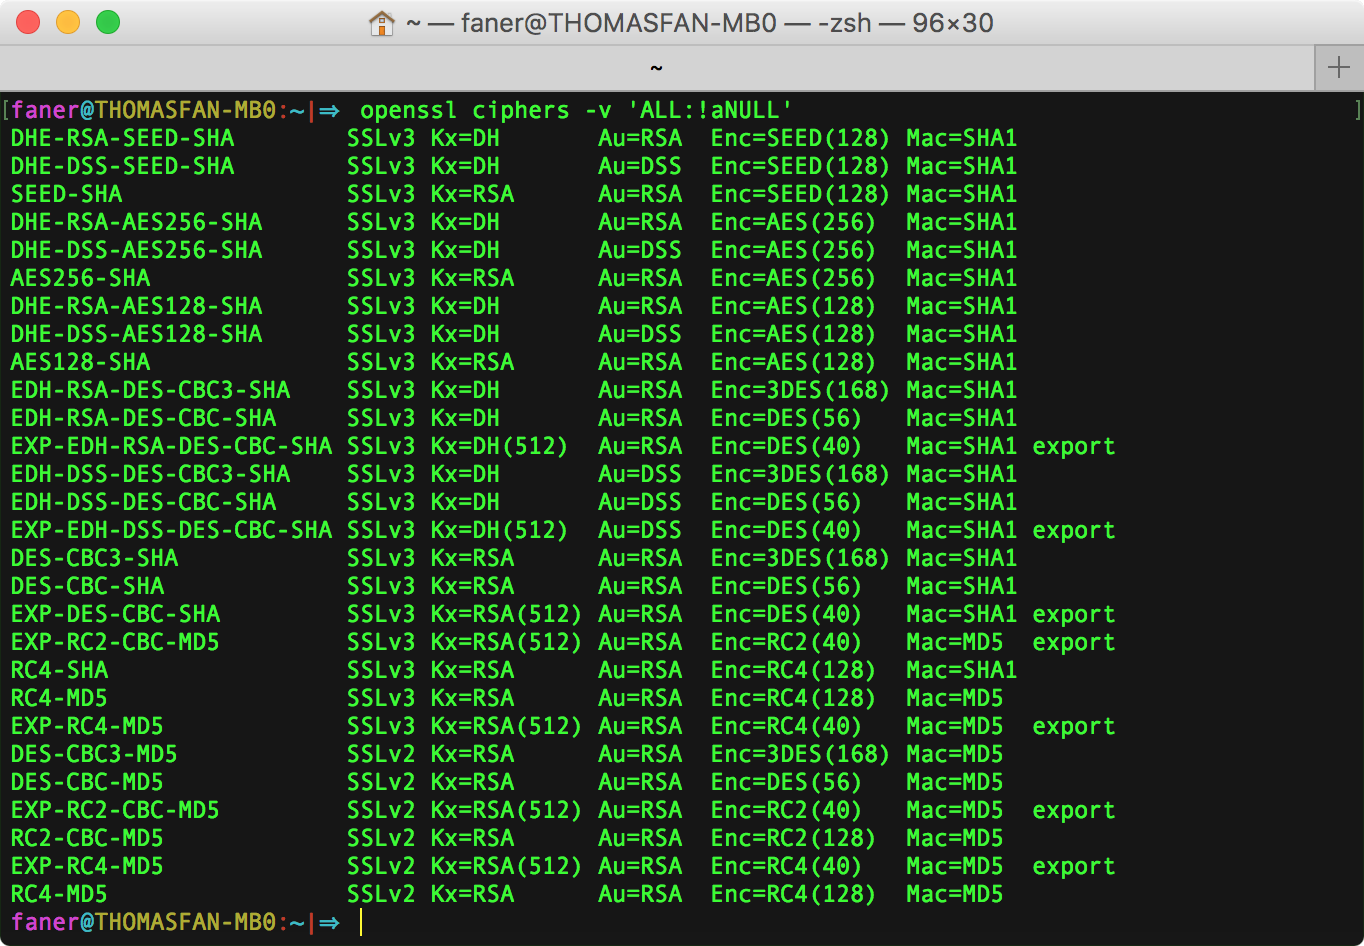 ~ — faner@THOMASFAN-MB0 — -zsh — 96×30
~
[faner@THOMASFAN-MB0:~|⇒  openssl ciphers -v 'ALL:!aNULL' ]
DHE-RSA-SEED-SHA        SSLv3 Kx=DH       Au=RSA  Enc=SEED(128) Mac=SHA1
DHE-DSS-SEED-SHA        SSLv3 Kx=DH       Au=DSS  Enc=SEED(128) Mac=SHA1
SEED-SHA                SSLv3 Kx=RSA      Au=RSA  Enc=SEED(128) Mac=SHA1
DHE-RSA-AES256-SHA      SSLv3 Kx=DH       Au=RSA  Enc=AES(256)  Mac=SHA1
DHE-DSS-AES256-SHA      SSLv3 Kx=DH       Au=DSS  Enc=AES(256)  Mac=SHA1
AES256-SHA              SSLv3 Kx=RSA      Au=RSA  Enc=AES(256)  Mac=SHA1
DHE-RSA-AES128-SHA      SSLv3 Kx=DH       Au=RSA  Enc=AES(128)  Mac=SHA1
DHE-DSS-AES128-SHA      SSLv3 Kx=DH       Au=DSS  Enc=AES(128)  Mac=SHA1
AES128-SHA              SSLv3 Kx=RSA      Au=RSA  Enc=AES(128)  Mac=SHA1
EDH-RSA-DES-CBC3-SHA    SSLv3 Kx=DH       Au=RSA  Enc=3DES(168) Mac=SHA1
EDH-RSA-DES-CBC-SHA     SSLv3 Kx=DH       Au=RSA  Enc=DES(56)   Mac=SHA1
EXP-EDH-RSA-DES-CBC-SHA SSLv3 Kx=DH(512)  Au=RSA  Enc=DES(40)   Mac=SHA1 export
EDH-DSS-DES-CBC3-SHA    SSLv3 Kx=DH       Au=DSS  Enc=3DES(168) Mac=SHA1
EDH-DSS-DES-CBC-SHA     SSLv3 Kx=DH       Au=DSS  Enc=DES(56)   Mac=SHA1
EXP-EDH-DSS-DES-CBC-SHA SSLv3 Kx=DH(512)  Au=DSS  Enc=DES(40)   Mac=SHA1 export
DES-CBC3-SHA            SSLv3 Kx=RSA      Au=RSA  Enc=3DES(168) Mac=SHA1
DES-CBC-SHA             SSLv3 Kx=RSA      Au=RSA  Enc=DES(56)   Mac=SHA1
EXP-DES-CBC-SHA         SSLv3 Kx=RSA(512) Au=RSA  Enc=DES(40)   Mac=SHA1 export
EXP-RC2-CBC-MD5         SSLv3 Kx=RSA(512) Au=RSA  Enc=RC2(40)   Mac=MD5  export
RC4-SHA                 SSLv3 Kx=RSA      Au=RSA  Enc=RC4(128)  Mac=SHA1
RC4-MD5                 SSLv3 Kx=RSA      Au=RSA  Enc=RC4(128)  Mac=MD5
EXP-RC4-MD5             SSLv3 Kx=RSA(512) Au=RSA  Enc=RC4(40)   Mac=MD5  export
DES-CBC3-MD5            SSLv2 Kx=RSA      Au=RSA  Enc=3DES(168) Mac=MD5
DES-CBC-MD5             SSLv2 Kx=RSA      Au=RSA  Enc=DES(56)   Mac=MD5
EXP-RC2-CBC-MD5         SSLv2 Kx=RSA(512) Au=RSA  Enc=RC2(40)   Mac=MD5  export
RC2-CBC-MD5             SSLv2 Kx=RSA      Au=RSA  Enc=RC2(128)  Mac=MD5
EXP-RC4-MD5             SSLv2 Kx=RSA(512) Au=RSA  Enc=RC4(40)   Mac=MD5  export
RC4-MD5                 SSLv2 Kx=RSA      Au=RSA  Enc=RC4(128)  Mac=MD5
faner@THOMASFAN-MB0:~|⇒